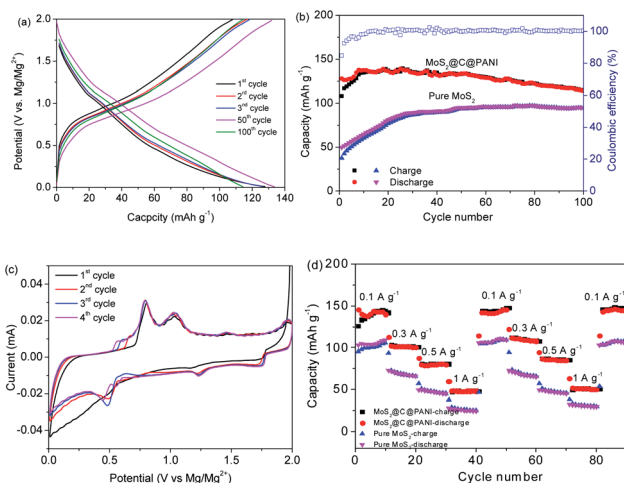 (a)
Potential (V vs. Mg/Mg²⁺)
2.0
1.5
1.0
0.5
0.0
1ˢᵗ cycle
2ʳᵈ cycle
3ʳᵈ cycle
50ᵗʰ cycle
100ᵗʰ cycle
0 20 40 60 80 100 120 140
Cacpcity (mAh g⁻¹)
(b)
Capacity (mAh g⁻¹)
200
150
100
50
0
MoS₂@C@PANI
Pure MoS₂
Charge
Discharge
100
80
60
40
20
0
Coulombic efficiency (%)
0 20 40 60 80 100
Cycle number
(c)
Current (mA)
0.04
0.02
0.00
-0.02
-0.04
1ˢᵗ cycle
2ⁿᵈ cycle
3ʳᵈ cycle
4ᵗʰ cycle
0.0 0.5 1.0 1.5 2.0
Potential (V vs Mg/Mg²⁺)
(d)
Capacity (mAh g⁻¹)
200
150
100
50
0
0.1 A g⁻¹
0.3 A g⁻¹
0.5 A g⁻¹
1 A g⁻¹
0.1 A g⁻¹
0.3 A g⁻¹
0.5 A g⁻¹
1 A g⁻¹
0.1 A g⁻¹
MoS₂@C@PANI-charge
MoS₂@C@PANI-discharge
Pure MoS₂-charge
Pure MoS₂-discharge
0 20 40 60 80
Cycle number